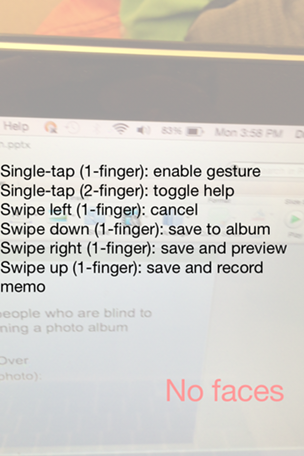 Help 83% Mon 3:58 PM
n.pptx
Single-tap (1-finger): enable gesture
Single-tap (2-finger): toggle help
Swipe left (1-finger): cancel
Swipe down (1-finger): save to album
Swipe right (1-finger): save and preview
Swipe up (1-finger): save and record
memo
people who are blind to
ning a photo album
Over
photo).
No faces